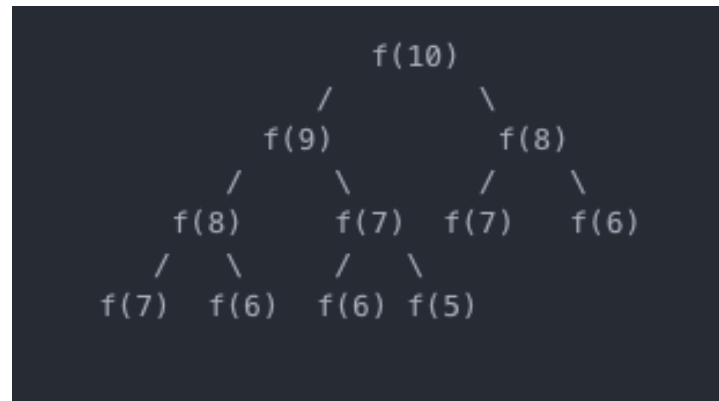 f(10)
/ \
f(9) f(8)
/ \ / \
f(8) f(7) f(7) f(6)
/ \ / \
f(7) f(6) f(6) f(5)